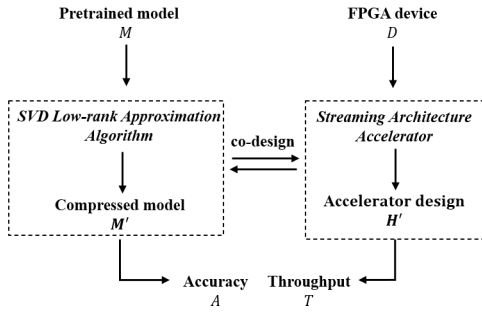 Pretrained model
M
FPGA device
D
SVD Low-rank Approximation
Algorithm
co-design
Streaming Architecture
Accelerator
Compressed model
M′
Accelerator design
H′
Accuracy
A
Throughput
T